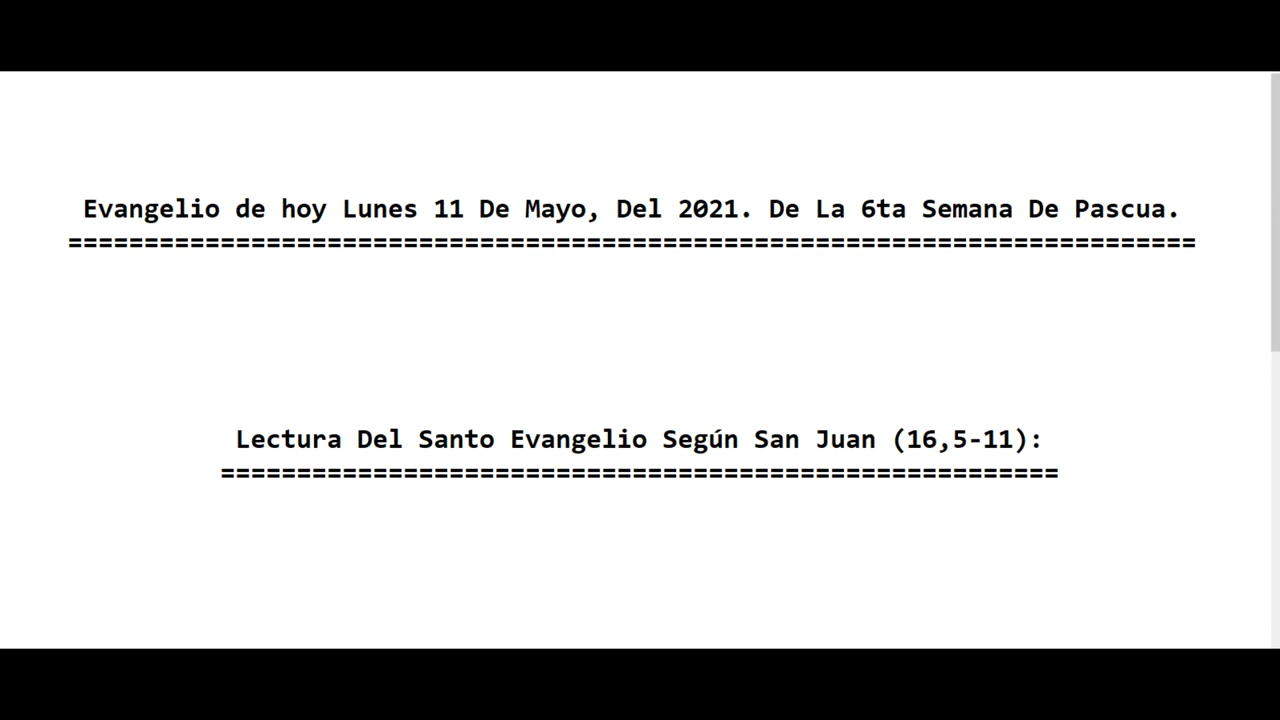 Evangelio de hoy Lunes 11 De Mayo, Del 2021. De La 6ta Semana De Pascua.
==========================================================================
Lectura Del Santo Evangelio Según San Juan (16,5-11):
=======================================================